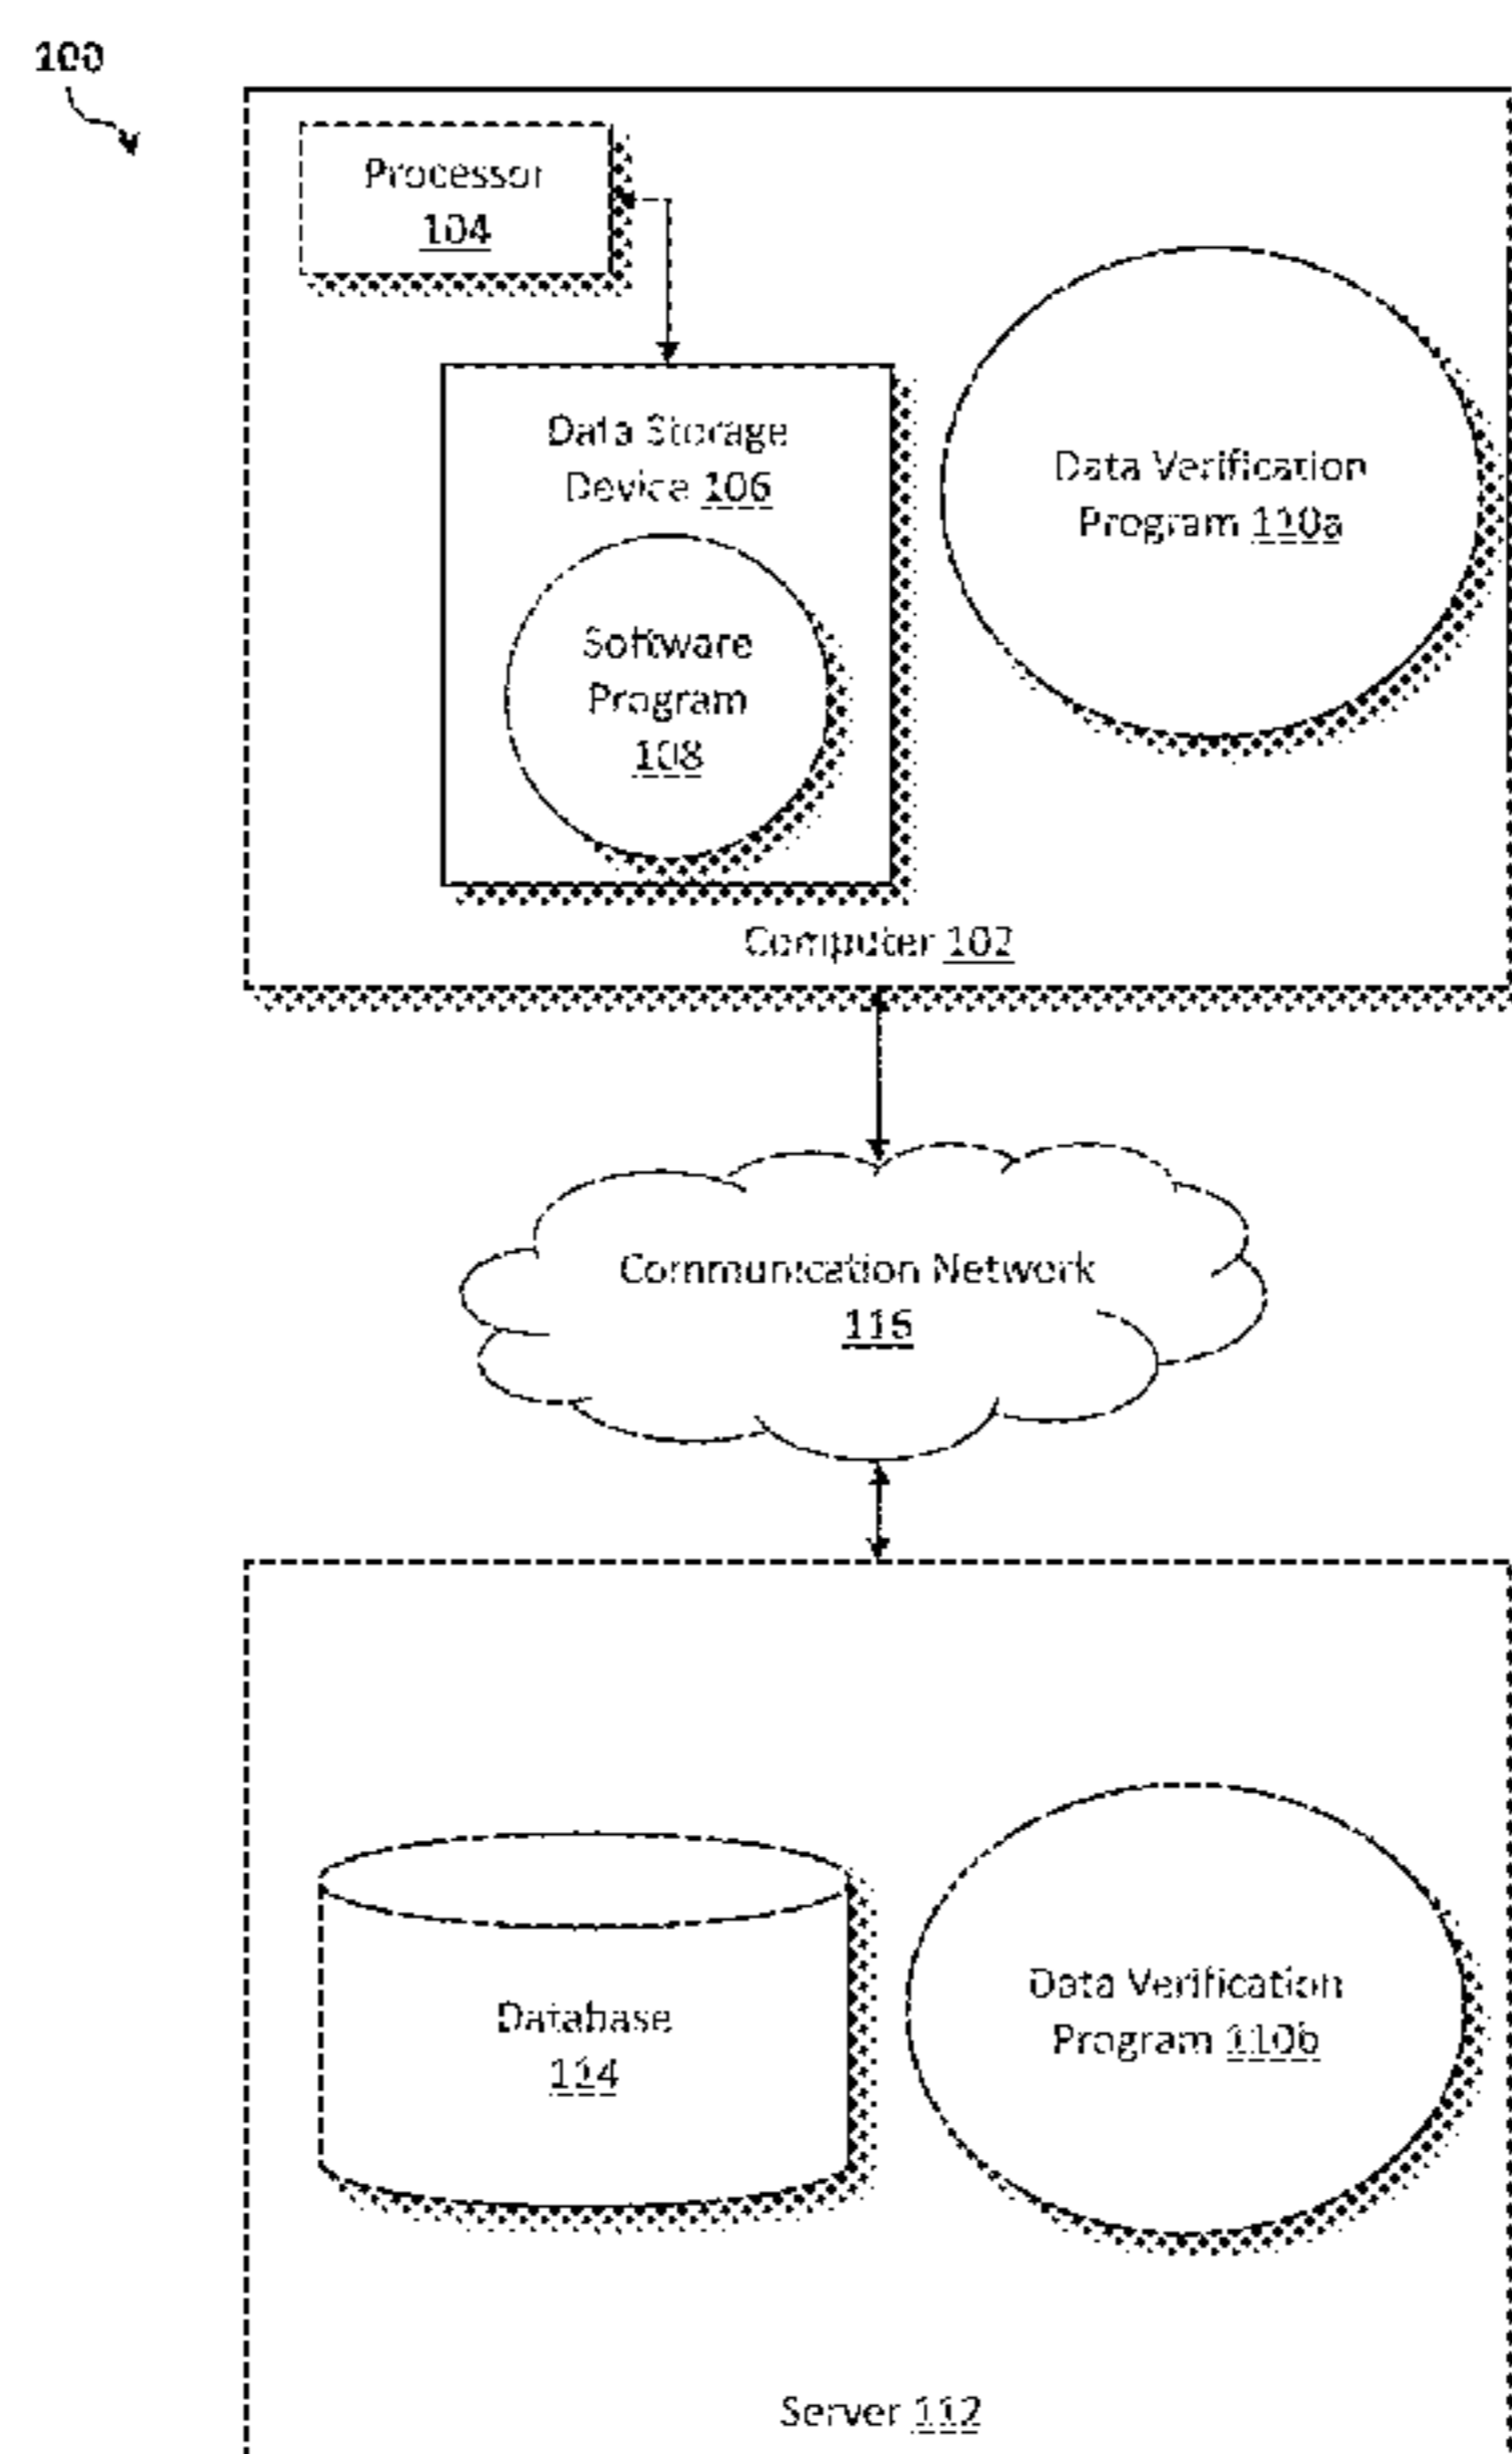 100
Processor
104
Data Storage
Device 106
Software
Program
108
Data Verification
Program 110a
Computer 102
Communication Network
116
Database
114
Data Verification
Program 110b
Server 112